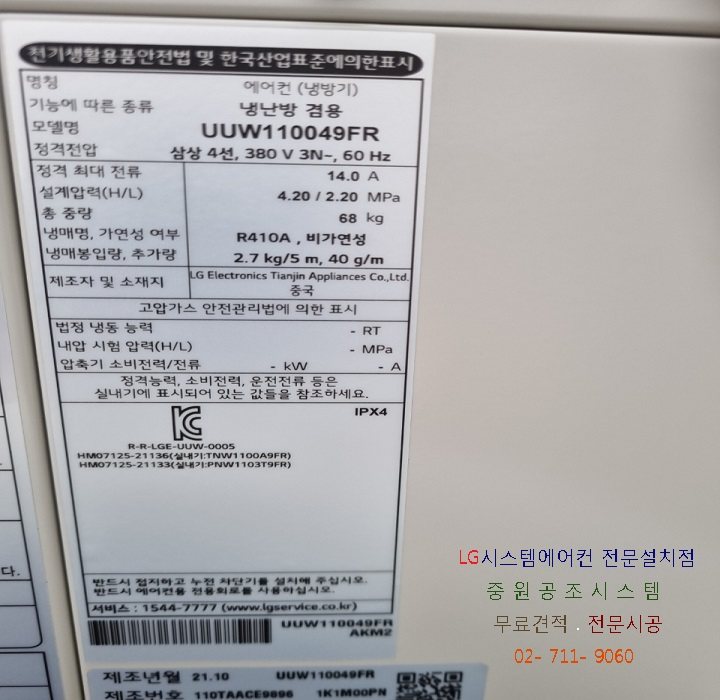 전기생활용품안전법 및 한국산업표준에의한표시
명칭 에어컨 (냉방기)
기능에 따른 종류 냉난방 겸용
모델명 UUW110049FR
정격전압 삼상 4선, 380 V 3N~, 60 Hz
정격 최대 전류 14.0 A
설계압력(H/L) 4.20 / 2.20 MPa
총 중량 68 kg
냉매명, 가연성 여부 R410A , 비가연성
냉매봉입량, 추가량 2.7 kg/5 m, 40 g/m
제조자 및 소재지 LG Electronics Tianjin Appliances Co.,Ltd.
중국
고압가스 안전관리법에 의한 표시
법정 냉동 능력 - RT
내압 시험 압력(H/L) - MPa
압축기 소비전력/전류 - kW - A
정격능력, 소비전력, 운전전류 등은
실내기에 표시되어 있는 값들을 참조하세요.
IPX4
R-R-LGE-UUW-0005
HM07125-21136(실내기:TNW1100A9FR)
HM07125-21133(실내기:PNW1103T9FR)
반드시 접지하고 누전 차단기를 설치해 주십시오.
반드시 에어컨용 전용회로를 사용하십시오.
서비스 : 1544-7777 (www.lgservice.co.kr)
UUW110049FR
AKM2
제조년월 21.10 UUW110049FR
제조번호 110TAACE9896 1K1M00PN
다.
LG시스템에어컨 전문설치점
중원공조시스템
무료견적 . 전문시공
02- 711- 9060